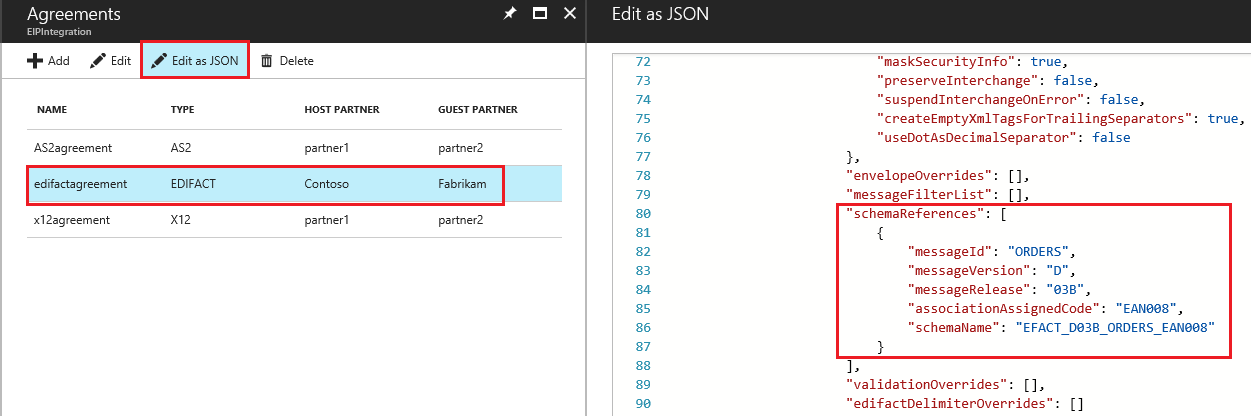 Agreements
EIPIntegration
Add Edit Edit as JSON Delete
NAME TYPE HOST PARTNER GUEST PARTNER
AS2agreement AS2 partner1 partner2
edifactagreement EDIFACT Contoso Fabrikam
x12agreement X12 partner1 partner2
Edit as JSON
72 "maskSecurityInfo": true,
73 "preserveInterchange": false,
74 "suspendInterchangeOnError": false,
75 "createEmptyXmlTagsForTrailingSeparators": true,
76 "useDotAsDecimalSeparator": false
77 },
78 "envelopeOverrides": [],
79 "messageFilterList": [],
80 "schemaReferences": [
81 {
82 "messageId": "ORDERS",
83 "messageVersion": "D",
84 "messageRelease": "03B",
85 "associationAssignedCode": "EAN008",
86 "schemaName": "EFACT_D03B_ORDERS_EAN008"
87 }
88 ],
89 "validationOverrides": [],
90 "edifactDelimiterOverrides": []